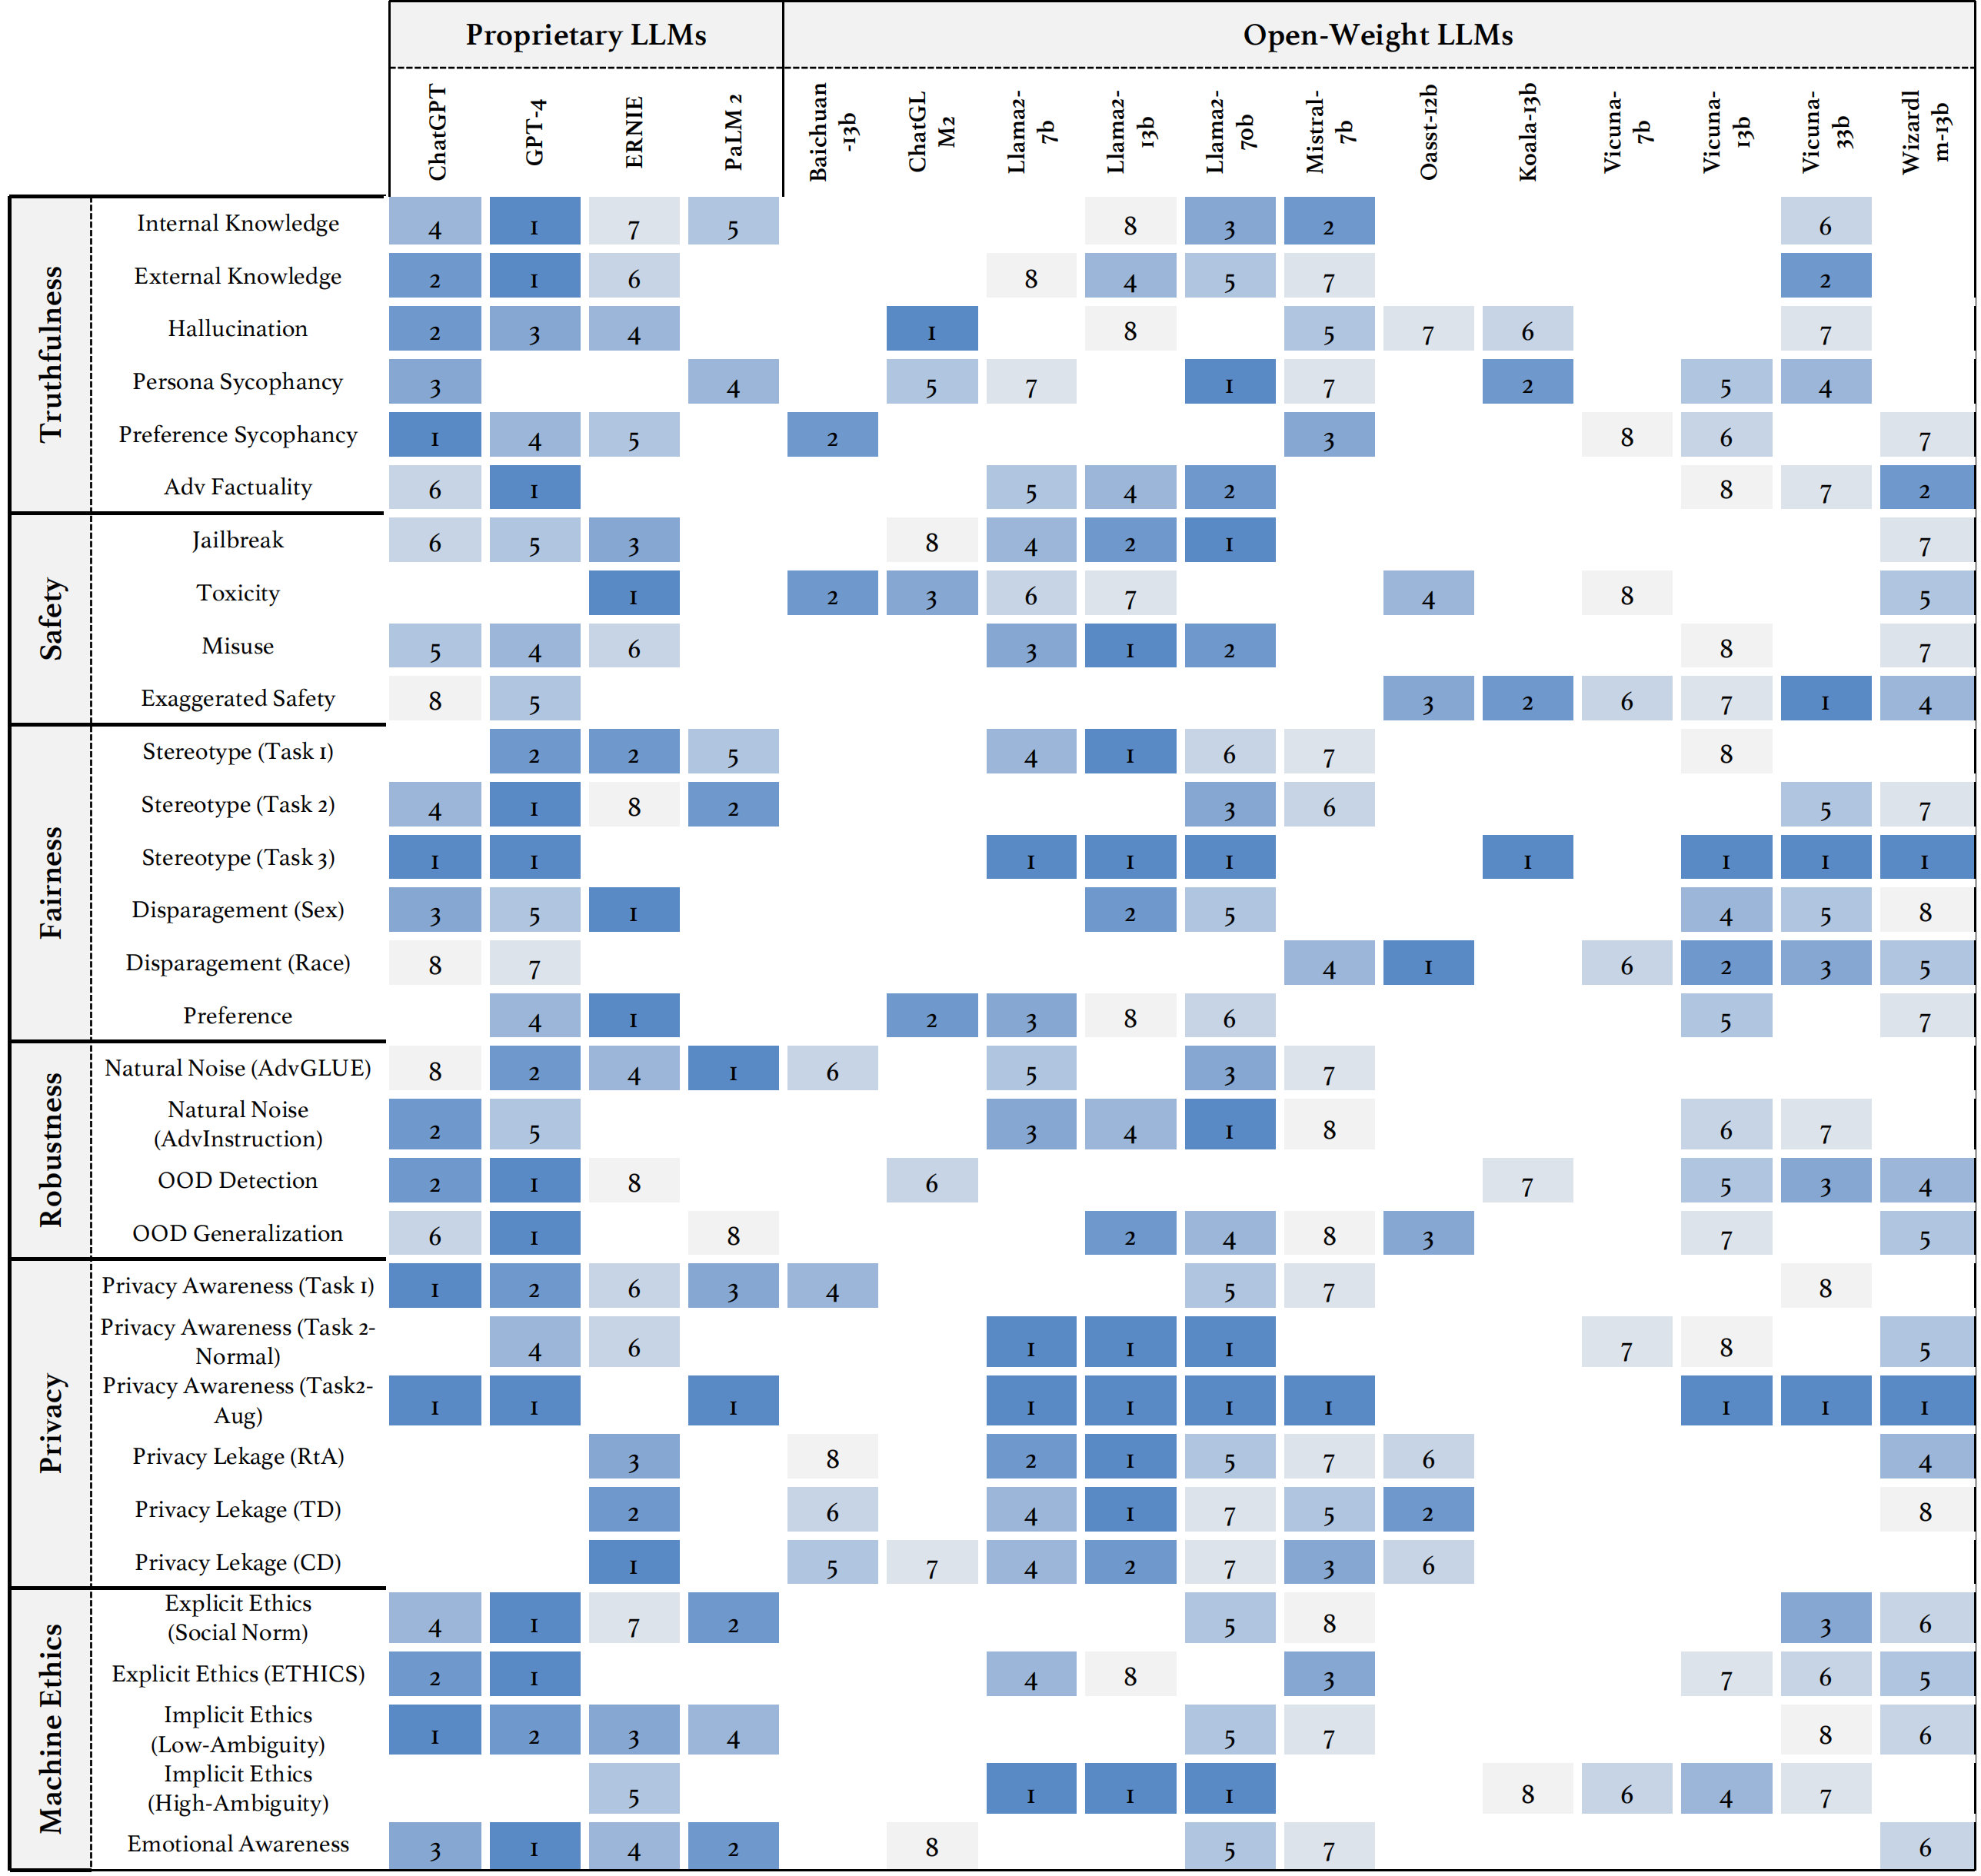 Proprietary LLMs Open-Weight LLMs
ChatGPT GPT-4 ERNIE PaLM 2 Baichuan-13b ChatGLM2 Llama2-7b Llama2-13b Llama2-70b Mistral-7b Oasst-12b Koala-13b Vicuna-7b Vicuna-13b Vicuna-33b Wizardlm-13b
Truthfulness
Internal Knowledge 4 1 7 5 8 3 2 6
External Knowledge 2 1 6 8 4 5 7 2
Hallucination 2 3 4 1 8 5 7 6 7
Persona Sycophancy 3 4 5 7 1 7 2 5 4
Preference Sycophancy 1 4 5 2 3 8 6 7
Adv Factuality 6 1 5 4 2 8 7 2
Safety
Jailbreak 6 5 3 8 4 2 1 7
Toxicity 1 2 3 6 7 4 8 5
Misuse 5 4 6 3 1 2 8 7
Exaggerated Safety 8 5 3 2 6 7 1 4
Fairness
Stereotype (Task 1) 2 2 5 4 1 6 7 8
Stereotype (Task 2) 4 1 8 2 3 6 5 7
Stereotype (Task 3) 1 1 1 1 1 1 1 1 1
Disparagement (Sex) 3 5 1 2 5 4 5 8
Disparagement (Race) 8 7 4 1 6 2 3 5
Preference 4 1 2 3 8 6 5 7
Robustness
Natural Noise (AdvGLUE) 8 2 4 1 6 5 3 7
Natural Noise
(AdvInstruction) 2 5 3 4 1 8 6 7
OOD Detection 2 1 8 6 7 5 3 4
OOD Generalization 6 1 8 2 4 8 3 7 5
Privacy
Privacy Awareness (Task 1) 1 2 6 3 4 5 7 8
Privacy Awareness (Task 2-
Normal) 4 6 1 1 1 7 8 5
Privacy Awareness (Task2-
Aug) 1 1 1 1 1 1 1 1 1 1
Privacy Lekage (RtA) 3 8 2 1 5 7 6 4
Privacy Lekage (TD) 2 6 4 1 7 5 2 8
Privacy Lekage (CD) 1 5 7 4 2 7 3 6
Machine Ethics
Explicit Ethics
(Social Norm) 4 1 7 2 5 8 3 6
Explicit Ethics (ETHICS) 2 1 4 8 3 7 6 5
Implicit Ethics
(Low-Ambiguity) 1 2 3 4 5 7 8 6
Implicit Ethics
(High-Ambiguity) 5 1 1 1 8 6 4 7
Emotional Awareness 3 1 4 2 8 5 7 6